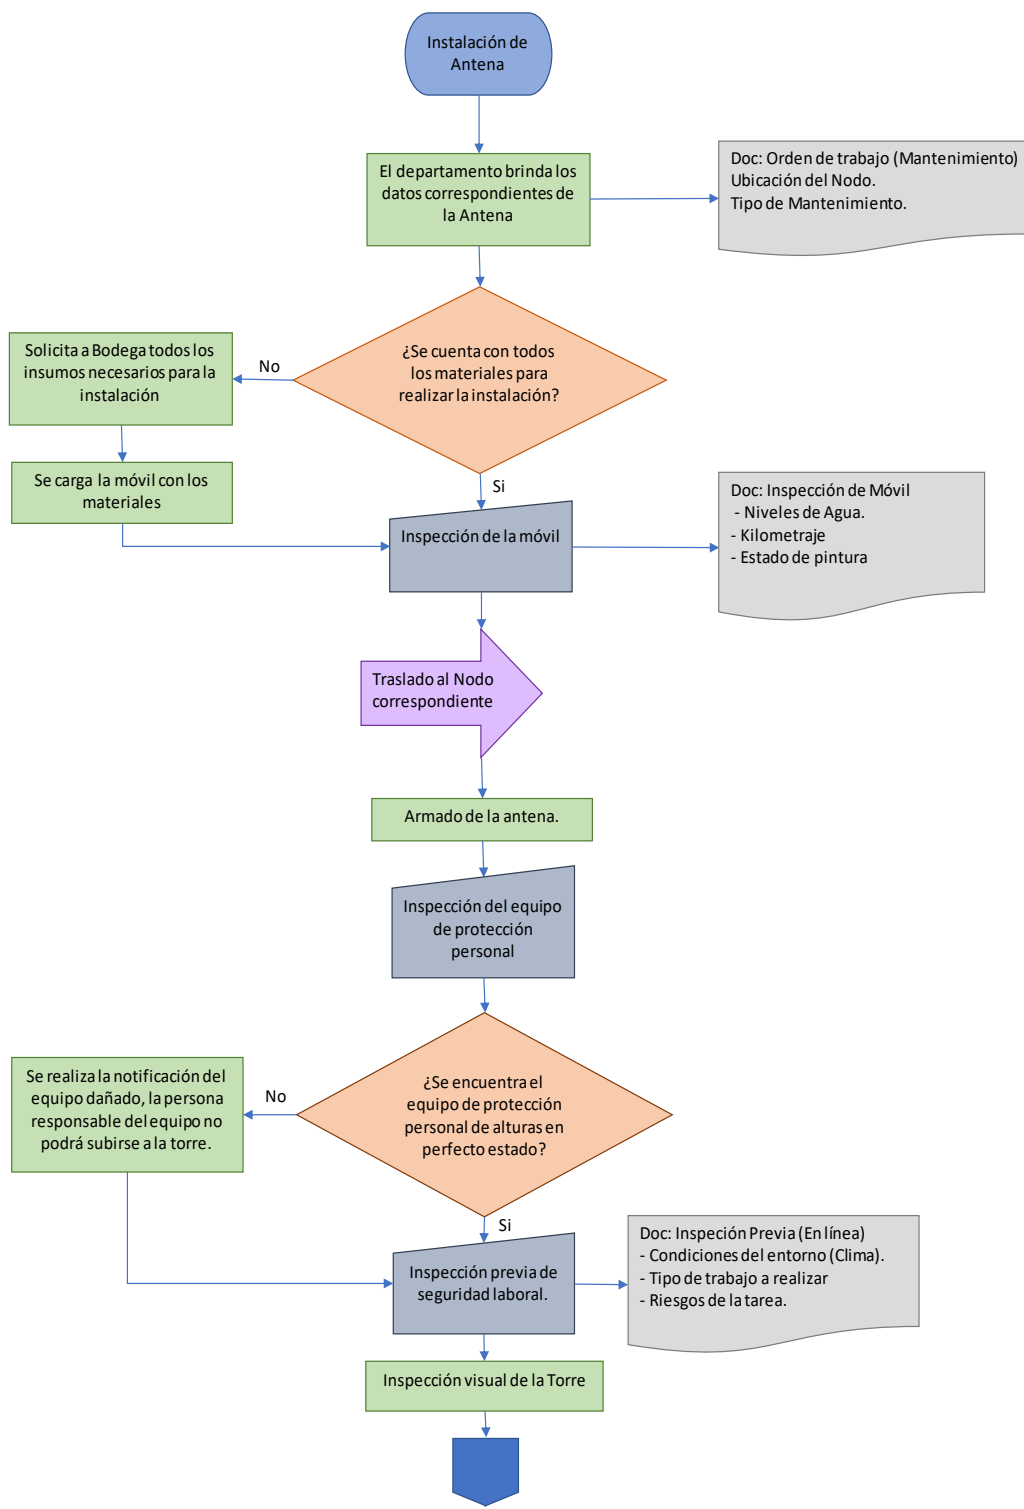 Instalación de
Antena
El departamento brinda los
datos correspondientes de
la Antena
Doc: Orden de trabajo (Mantenimiento)
Ubicación del Nodo.
Tipo de Mantenimiento.
¿Se cuenta con todos
los materiales para
realizar la instalación?
No
Solicita a Bodega todos los
insumos necesarios para la
instalación
Se carga la móvil con los
materiales
Si
Inspección de la móvil
Doc: Inspección de Móvil
- Niveles de Agua.
- Kilometraje
- Estado de pintura
Traslado al Nodo
correspondiente
Armado de la antena.
Inspección del equipo
de protección
personal
¿Se encuentra el
equipo de protección
personal de alturas en
perfecto estado?
No
Se realiza la notificación del
equipo dañado, la persona
responsable del equipo no
podrá subirse a la torre.
Si
Inspección previa de
seguridad laboral.
Doc: Inspeción Previa (En línea)
- Condiciones del entorno (Clima).
- Tipo de trabajo a realizar
- Riesgos de la tarea.
Inspección visual de la Torre